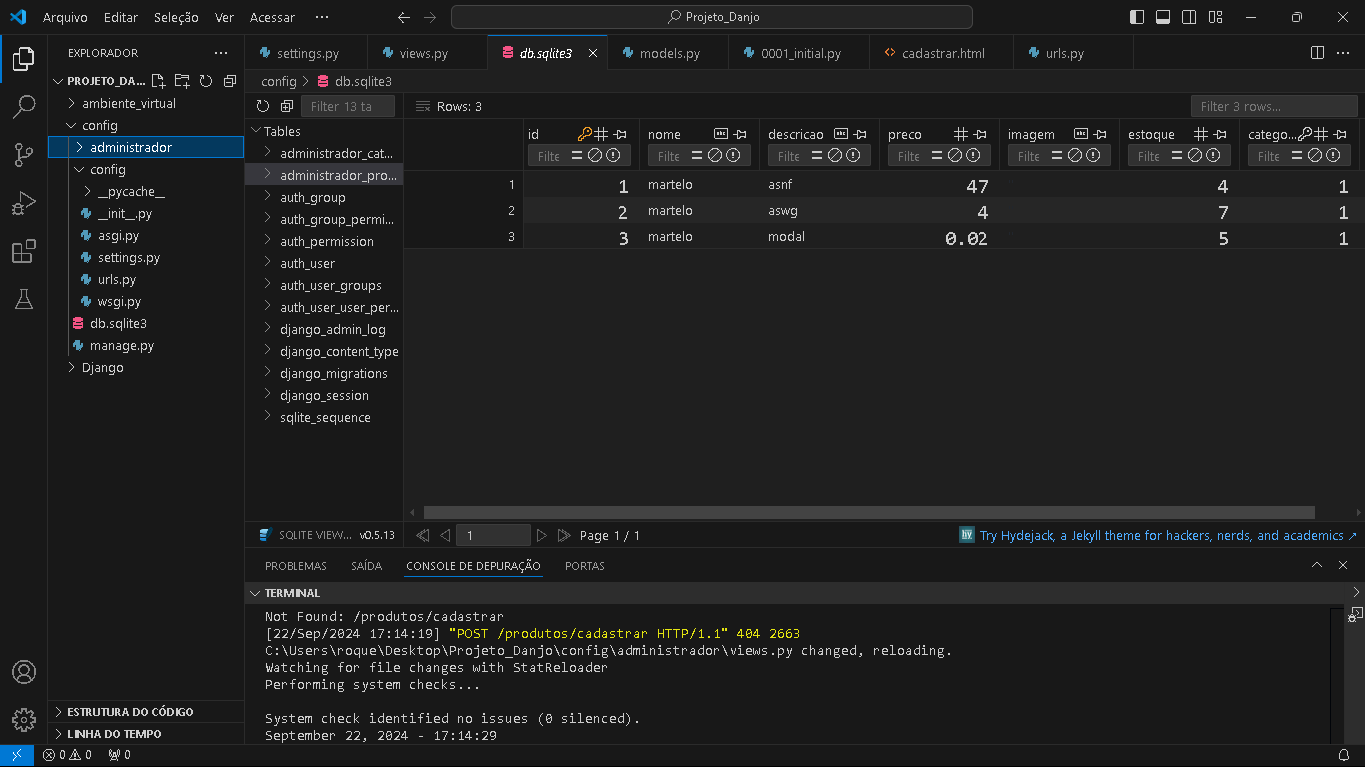 Arquivo Editar Seleção Ver Acessar ··· Projeto_Danjo
EXPLORADOR ···
PROJETO_DA...
ambiente_virtual
config
administrador
config
__pycache__
__init__.py
asgi.py
settings.py
urls.py
wsgi.py
db.sqlite3
manage.py
Django
ESTRUTURA DO CÓDIGO
LINHA DO TEMPO
settings.py views.py db.sqlite3 models.py 0001_initial.py cadastrar.html urls.py
config > db.sqlite3
Filter 13 ta
Tables
administrador_cat...
administrador_pro...
auth_group
auth_group_permi...
auth_permission
auth_user
auth_user_groups
auth_user_user_per...
django_admin_log
django_content_type
django_migrations
django_session
sqlite_sequence
SQLITE VIEW... v0.5.13
Rows: 3 Filter 3 rows...
id nome descricao preco imagem estoque catego...
Filte Filte Filte Filte Filte Filte Filte
1 1 martelo asnf 47 4 1
2 2 martelo aswg 4 7 1
3 3 martelo modal 0.02 5 1
1 Page 1 / 1 hy Try Hydejack, a Jekyll theme for hackers, nerds, and academics ↗
PROBLEMAS SAÍDA CONSOLE DE DEPURAÇÃO PORTAS
TERMINAL
Not Found: /produtos/cadastrar
[22/Sep/2024 17:14:19] "POST /produtos/cadastrar HTTP/1.1" 404 2663
C:\Users\roque\Desktop\Projeto_Danjo\config\administrador\views.py changed, reloading.
Watching for file changes with StatReloader
Performing system checks...
System check identified no issues (0 silenced).
September 22, 2024 - 17:14:29
0 0 0